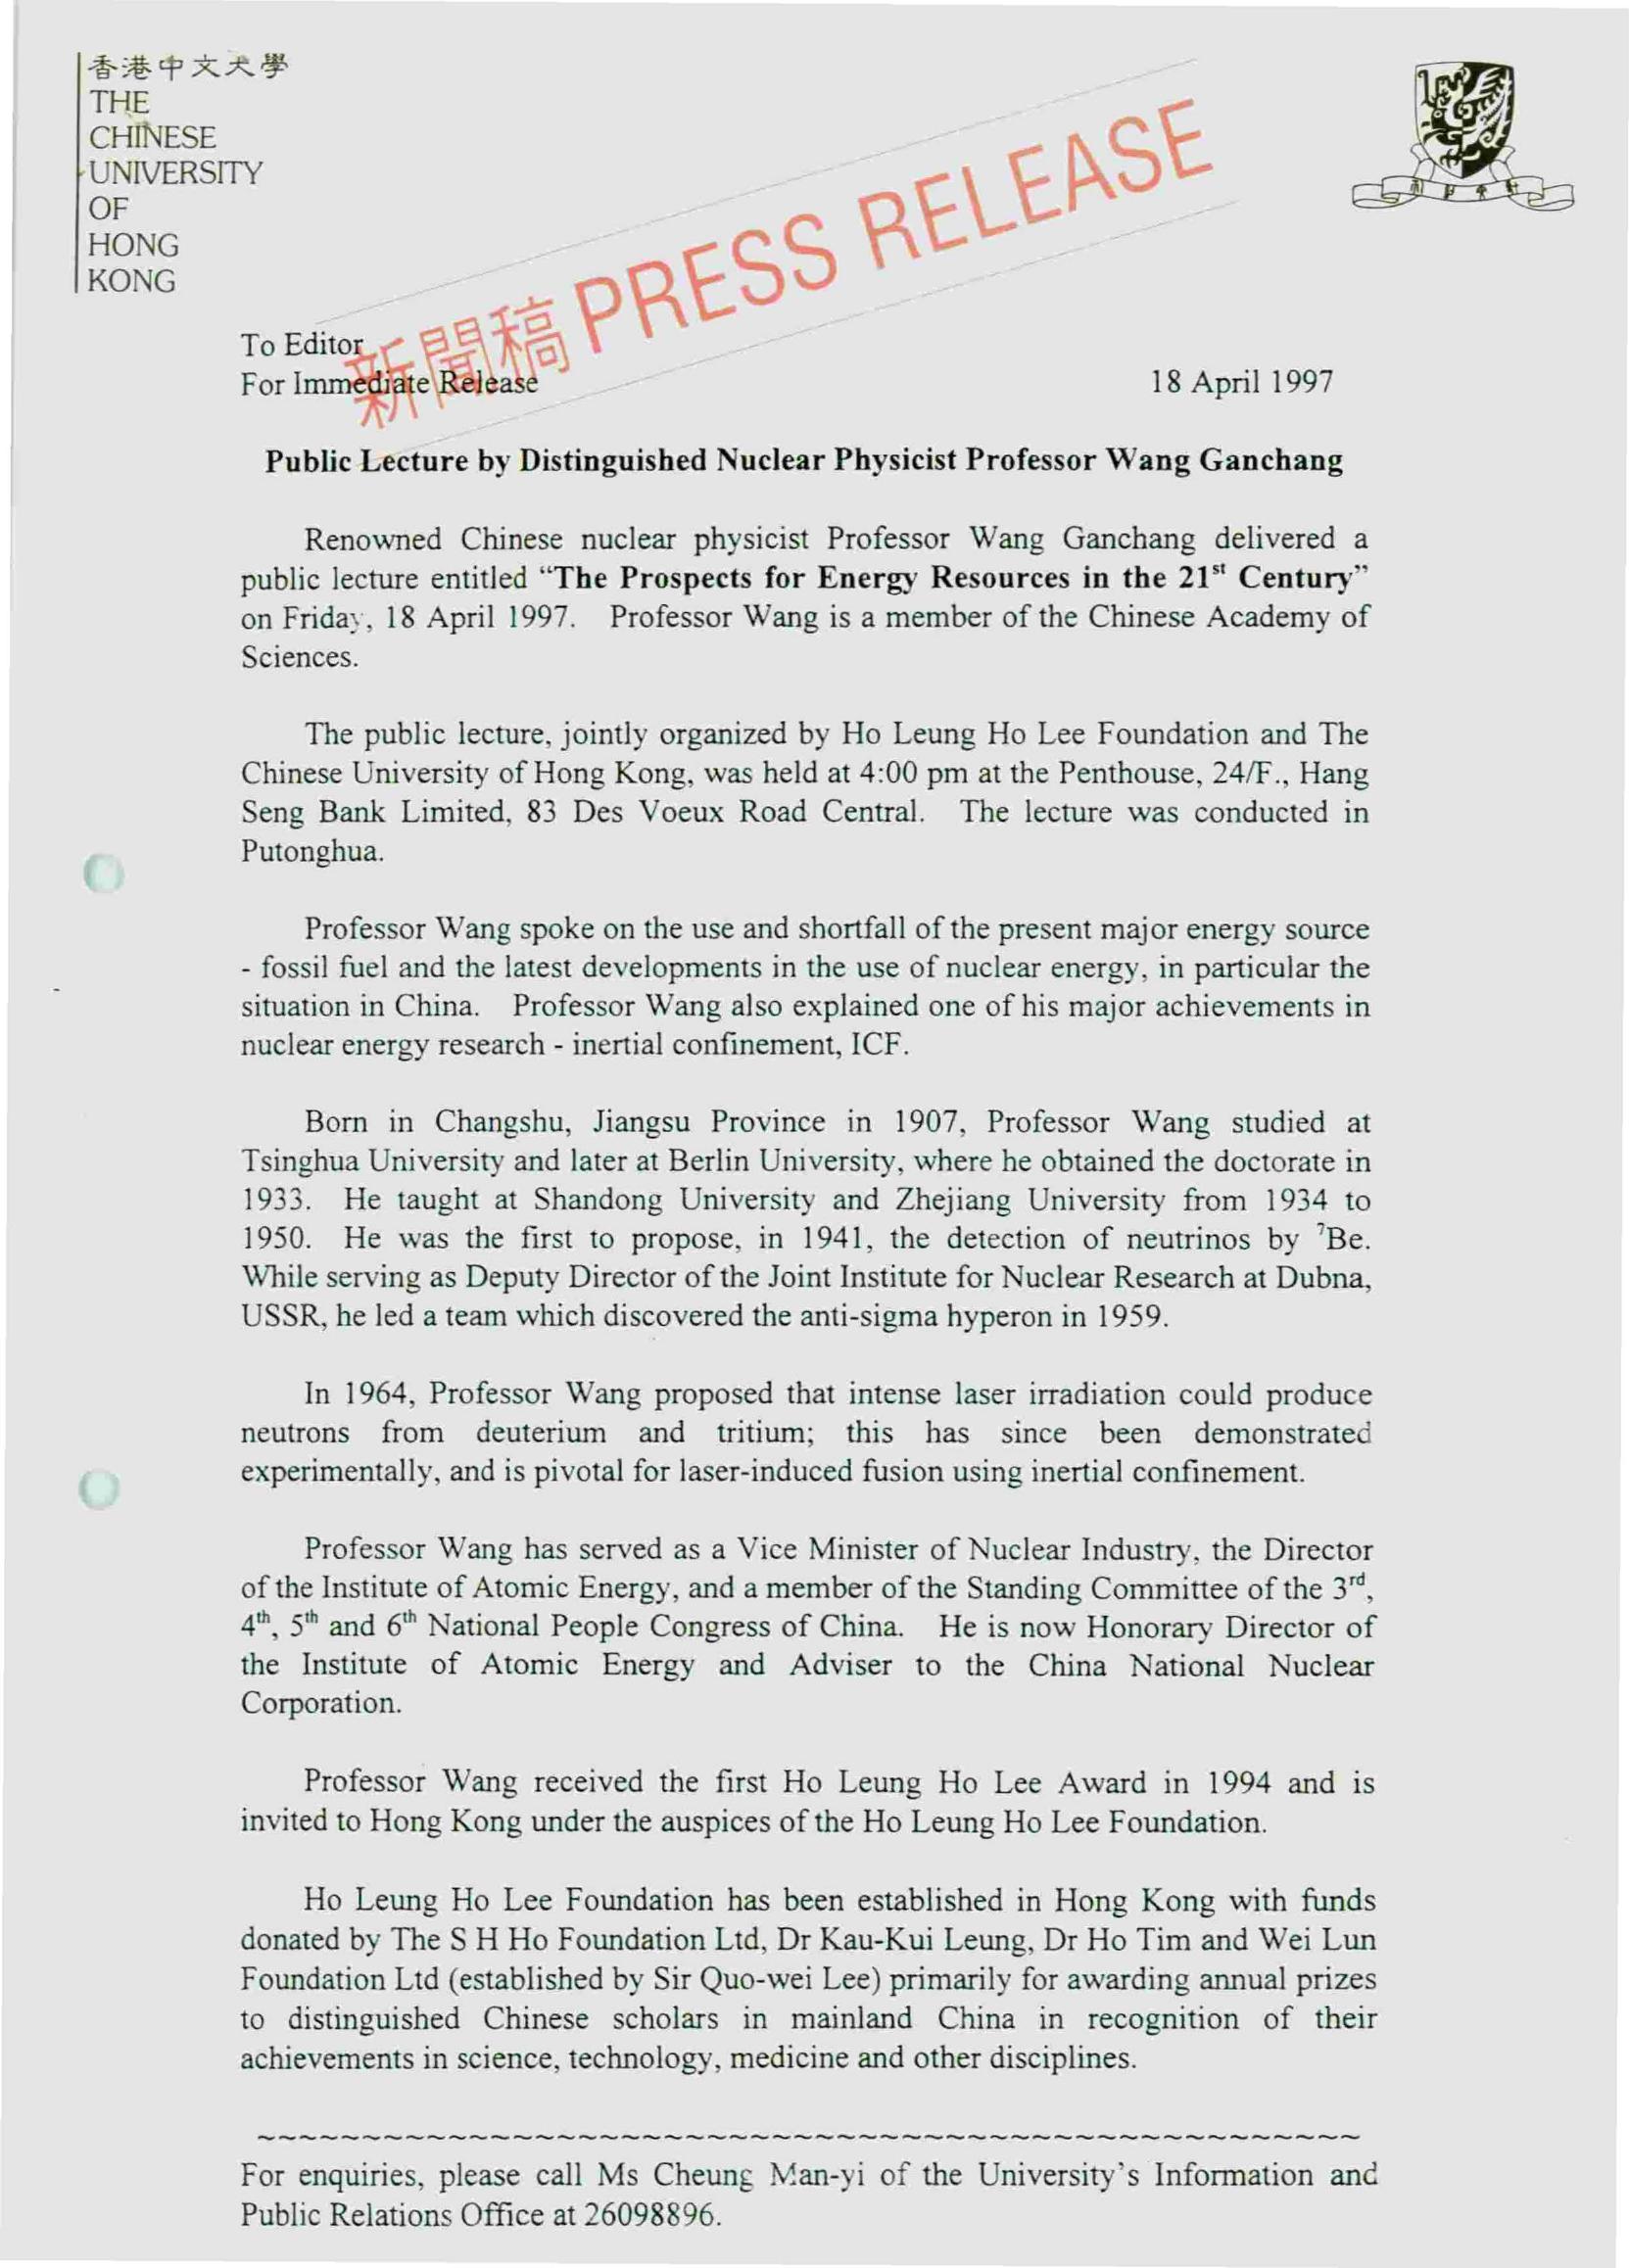 香港中文大學
THE
CHINESE
UNIVERSITY
OF
HONG
KONG
新聞稿 PRESS RELEASE
To Editor
For Immediate Release 18 April 1997
Public Lecture by Distinguished Nuclear Physicist Professor Wang Ganchang
Renowned Chinese nuclear physicist Professor Wang Ganchang delivered a
public lecture entitled “The Prospects for Energy Resources in the 21st Century”
on Friday, 18 April 1997. Professor Wang is a member of the Chinese Academy of
Sciences.
The public lecture, jointly organized by Ho Leung Ho Lee Foundation and The
Chinese University of Hong Kong, was held at 4:00 pm at the Penthouse, 24/F., Hang
Seng Bank Limited, 83 Des Voeux Road Central. The lecture was conducted in
Putonghua.
Professor Wang spoke on the use and shortfall of the present major energy source
- fossil fuel and the latest developments in the use of nuclear energy, in particular the
situation in China. Professor Wang also explained one of his major achievements in
nuclear energy research - inertial confinement, ICF.
Born in Changshu, Jiangsu Province in 1907, Professor Wang studied at
Tsinghua University and later at Berlin University, where he obtained the doctorate in
1933. He taught at Shandong University and Zhejiang University from 1934 to
1950. He was the first to propose, in 1941, the detection of neutrinos by ⁷Be.
While serving as Deputy Director of the Joint Institute for Nuclear Research at Dubna,
USSR, he led a team which discovered the anti-sigma hyperon in 1959.
In 1964, Professor Wang proposed that intense laser irradiation could produce
neutrons from deuterium and tritium; this has since been demonstrated
experimentally, and is pivotal for laser-induced fusion using inertial confinement.
Professor Wang has served as a Vice Minister of Nuclear Industry, the Director
of the Institute of Atomic Energy, and a member of the Standing Committee of the 3rd,
4th, 5th and 6th National People Congress of China. He is now Honorary Director of
the Institute of Atomic Energy and Adviser to the China National Nuclear
Corporation.
Professor Wang received the first Ho Leung Ho Lee Award in 1994 and is
invited to Hong Kong under the auspices of the Ho Leung Ho Lee Foundation.
Ho Leung Ho Lee Foundation has been established in Hong Kong with funds
donated by The S H Ho Foundation Ltd, Dr Kau-Kui Leung, Dr Ho Tim and Wei Lun
Foundation Ltd (established by Sir Quo-wei Lee) primarily for awarding annual prizes
to distinguished Chinese scholars in mainland China in recognition of their
achievements in science, technology, medicine and other disciplines.
For enquiries, please call Ms Cheung Man-yi of the University's Information and
Public Relations Office at 26098896.